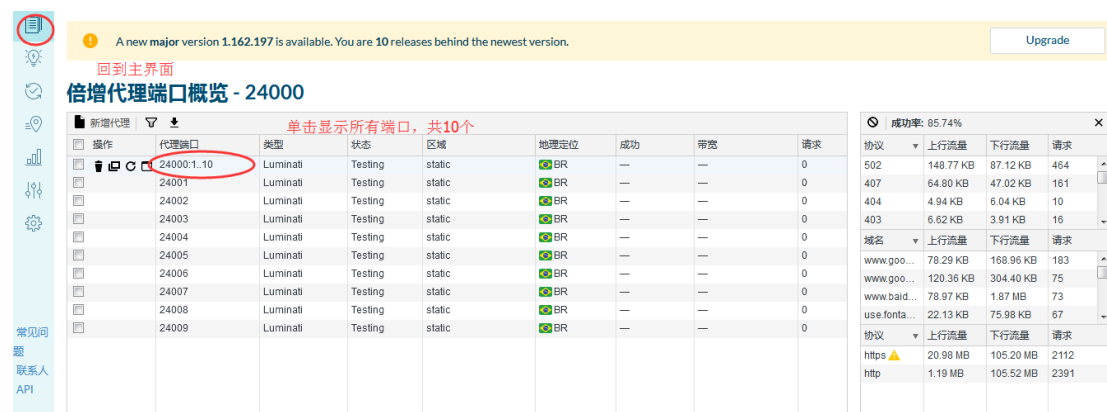 A new major version 1.162.197 is available. You are 10 releases behind the newest version.
Upgrade
回到主界面
倍增代理端口概览 - 24000
新增代理
单击显示所有端口，共10个
操作 代理端口 类型 状态 区域 地理定位 成功 带宽 请求
24000:1..10 Luminati Testing static BR — — 0
24001 Luminati Testing static BR — — 0
24002 Luminati Testing static BR — — 0
24003 Luminati Testing static BR — — 0
24004 Luminati Testing static BR — — 0
24005 Luminati Testing static BR — — 0
24006 Luminati Testing static BR — — 0
24007 Luminati Testing static BR — — 0
24008 Luminati Testing static BR — — 0
24009 Luminati Testing static BR — — 0
成功率: 85.74%
协议 上行流量 下行流量 请求
502 148.77 KB 87.12 KB 464
407 64.80 KB 47.02 KB 161
404 4.94 KB 6.04 KB 10
403 6.62 KB 3.91 KB 16
域名 上行流量 下行流量 请求
www.goo... 78.29 KB 168.96 KB 183
www.goo... 120.36 KB 304.40 KB 75
www.baid... 78.97 KB 1.87 MB 73
use.fonta... 22.13 KB 75.98 KB 67
协议 上行流量 下行流量 请求
https 20.98 MB 105.20 MB 2112
http 1.19 MB 105.52 MB 2391
常见问
题
联系人
API